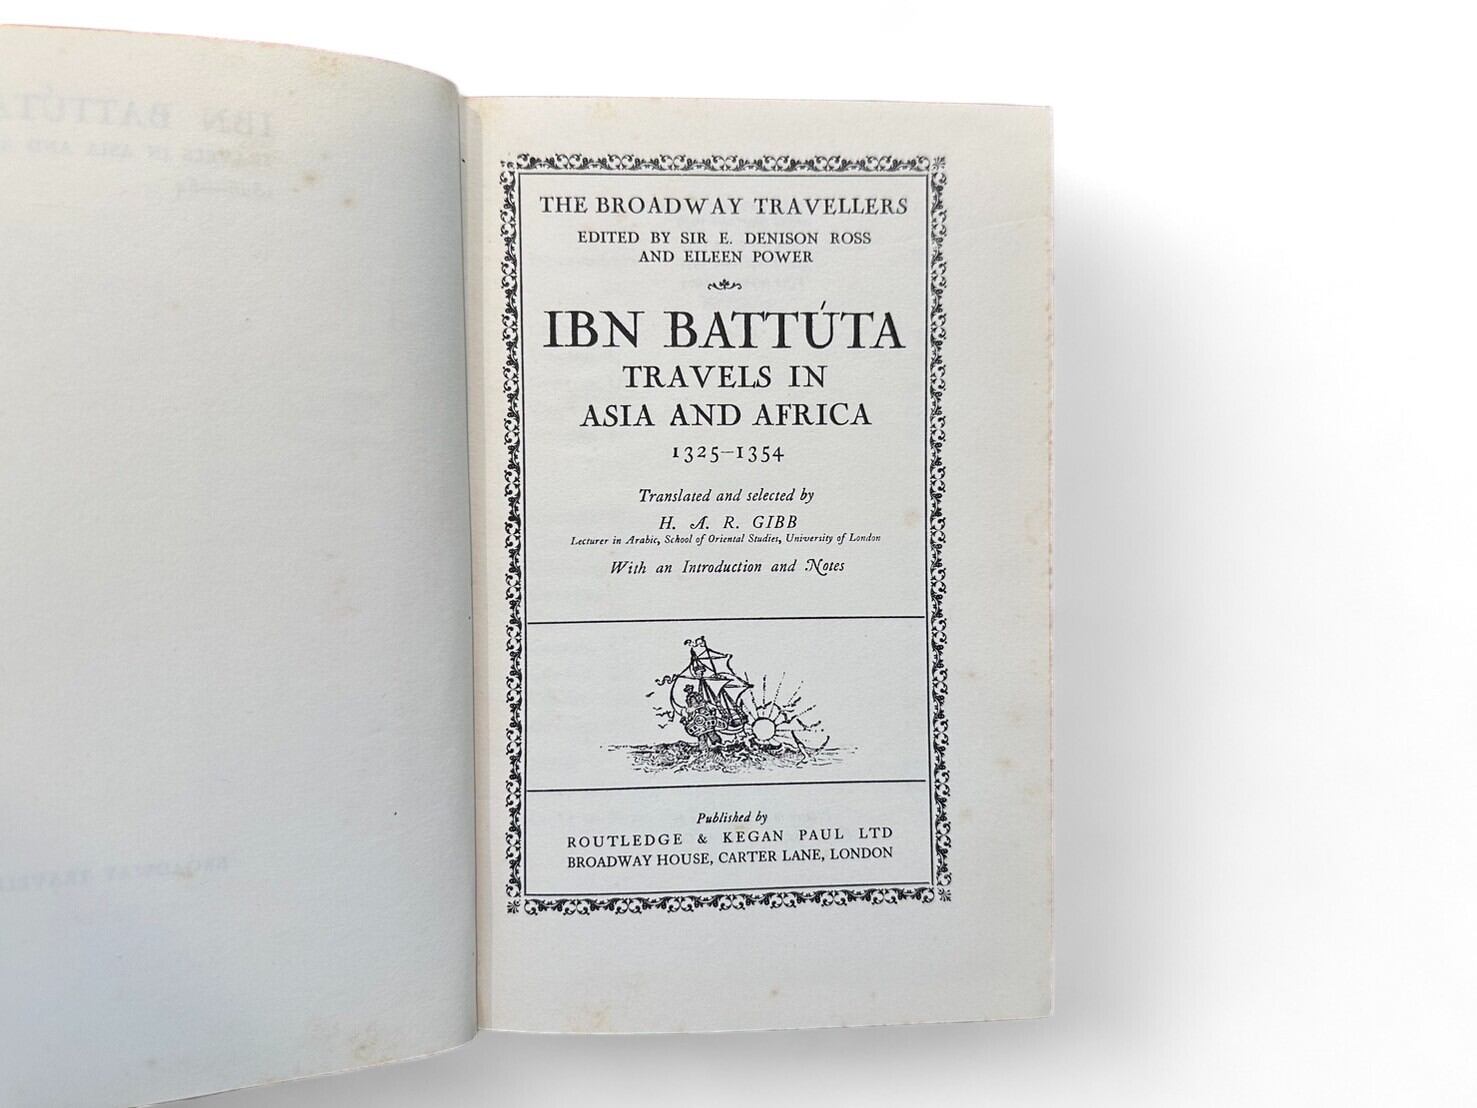 THE BROADWAY TRAVELLERS
EDITED BY SIR E. DENISON ROSS
AND EILEEN POWER
IBN BATTÚTA
TRAVELS IN
ASIA AND AFRICA
1325–1354
Translated and selected by
H. A. R. GIBB
Lecturer in Arabic, School of Oriental Studies, University of London
With an Introduction and Notes
Published by
ROUTLEDGE & KEGAN PAUL LTD
BROADWAY HOUSE, CARTER LANE, LONDON